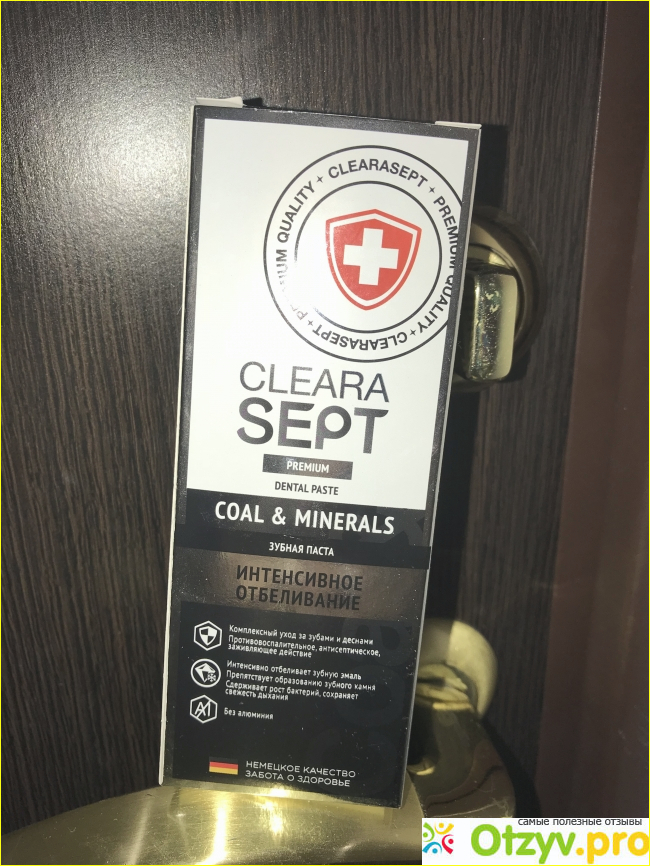 CLEARASEPT + PREMIUM QUALITY + CLEARASEPT + PREMIUM QUALITY +
CLEARA
SEPT
PREMIUM
DENTAL PASTE
COAL & MINERALS
ЗУБНАЯ ПАСТА
ИНТЕНСИВНОЕ
ОТБЕЛИВАНИЕ
Комплексный уход за зубами и деснами
Противовоспалительное, антисептическое,
заживляющее действие
Интенсивно отбеливает зубную эмаль
Препятствует образованию зубного камня
Сдерживает рост бактерий, сохраняет
свежесть дыхания
Al
Без алюминия
НЕМЕЦКОЕ КАЧЕСТВО
ЗАБОТА О ЗДОРОВЬЕ
самые полезные отзывы
Otzyv.pro